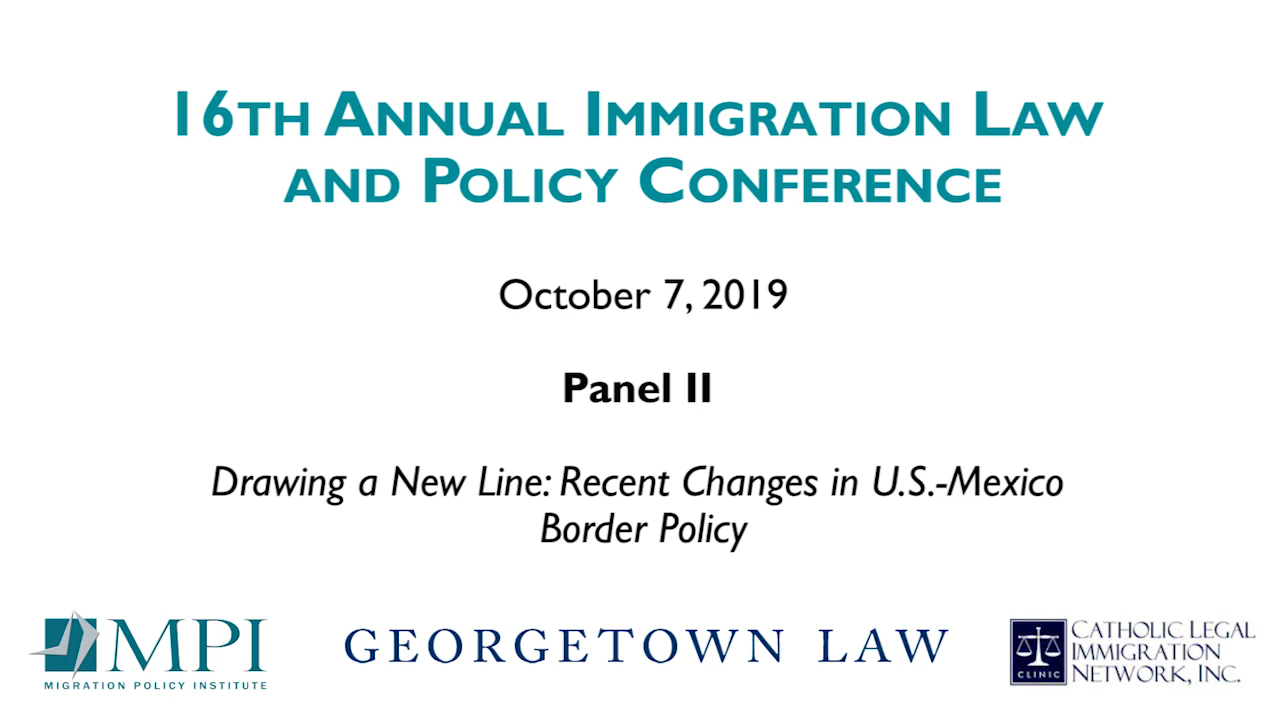 16TH ANNUAL IMMIGRATION LAW
AND POLICY CONFERENCE
October 7, 2019
Panel II
Drawing a New Line: Recent Changes in U.S.-Mexico
Border Policy
MPI
MIGRATION POLICY INSTITUTE
GEORGETOWN LAW
CLINIC
CATHOLIC LEGAL
IMMIGRATION
NETWORK, INC.